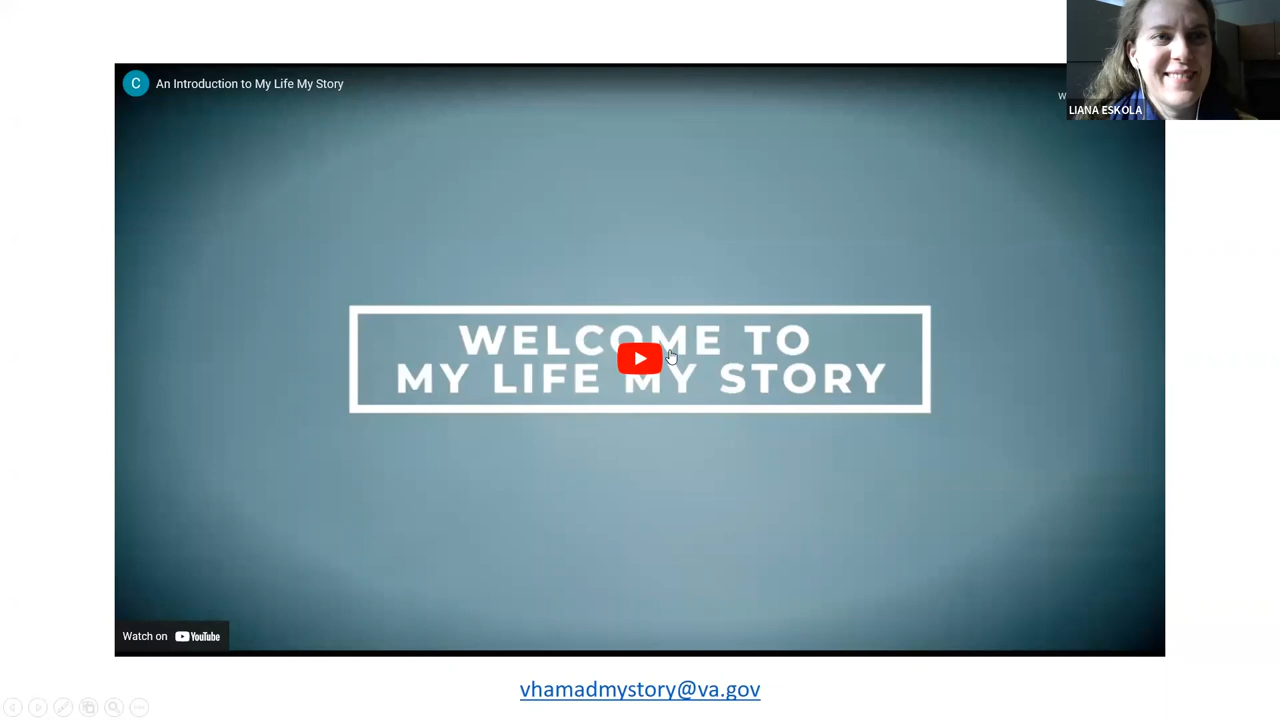 An Introduction to My Life My Story
W
LIANA ESKOLA
WELCOME TO
MY LIFE MY STORY
Watch on YouTube
vhamadmystory@va.gov